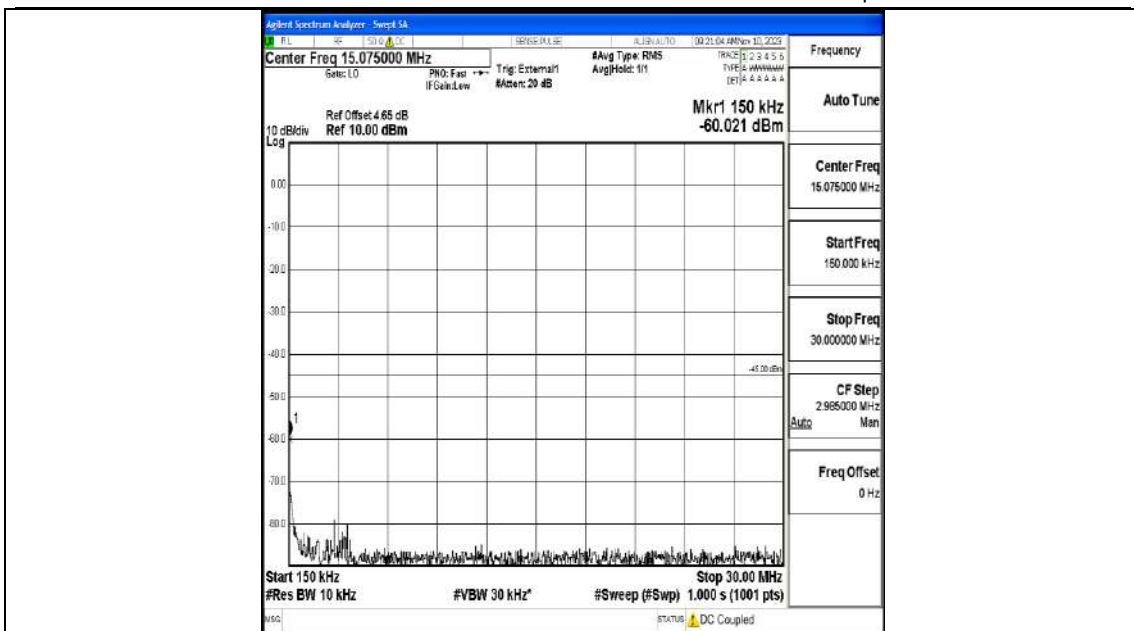 Agilent Spectrum Analyzer - Swept SA
RL RF 50 Ω DC SENSE:PULSE ALIGN AUTO 09:21:04 AM Nov 10, 2023
Center Freq 15.075000 MHz
#Avg Type: RMS
TRACE 1 2 3 4 5 6
Gate: LO
PNO: Fast
Trig: External1
Avg|Hold: 1/1
TYPE A WWWWW
IFGain:Low
#Atten: 20 dB
DET A A A A A A
Mkr1 150 kHz
Ref Offset 4.65 dB
10 dB/div Ref 10.00 dBm
-60.021 dBm
Log
0.00
-10.0
-20.0
-30.0
-40.0
-45.00 dBm
-50.0
1
-60.0
-70.0
-80.0
Start 150 kHz
Stop 30.00 MHz
#Res BW 10 kHz
#VBW 30 kHz*
#Sweep (#Swp) 1.000 s (1001 pts)
MSG
STATUS
DC Coupled
Frequency
Auto Tune
Center Freq
15.075000 MHz
Start Freq
150.000 kHz
Stop Freq
30.000000 MHz
CF Step
2.985000 MHz
Auto Man
Freq Offset
0 Hz